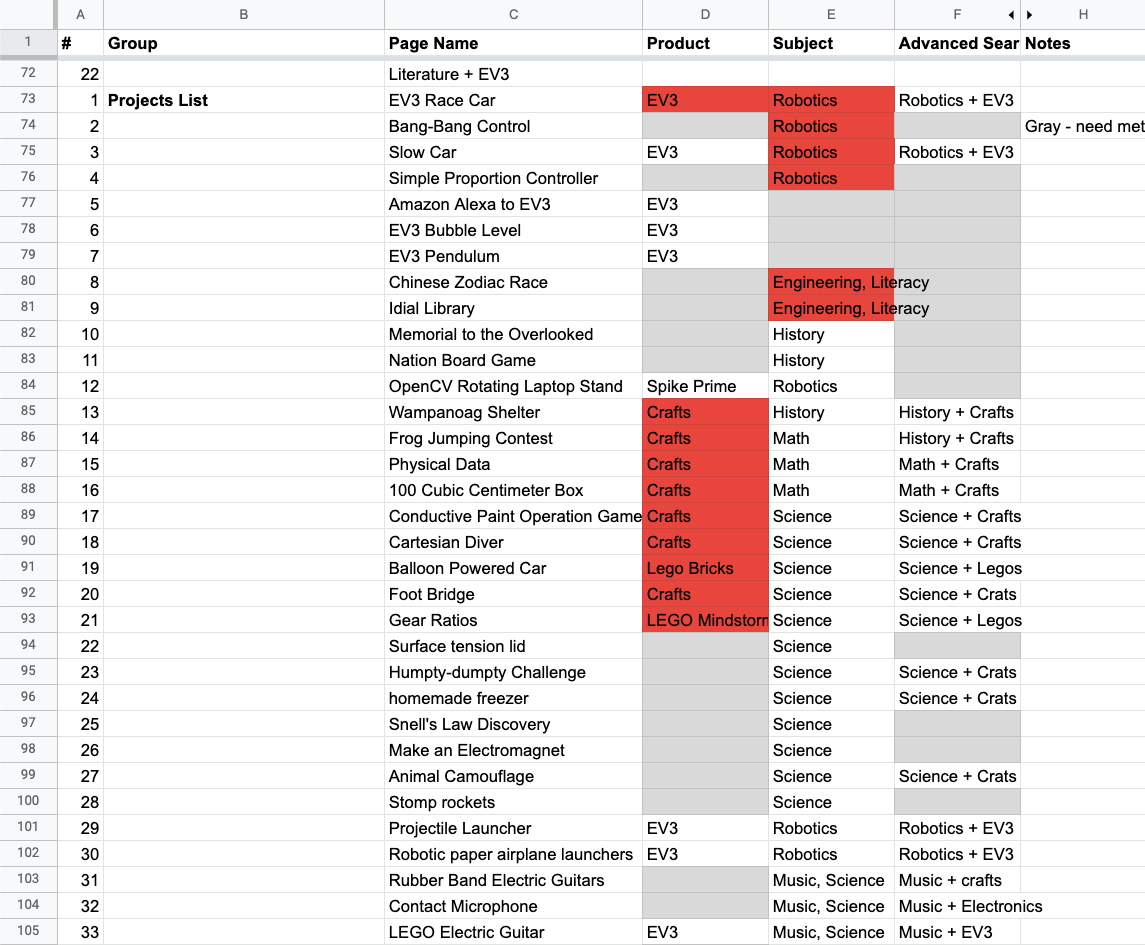 A B C D E F H
1 # Group Page Name Product Subject Advanced Sear Notes
72 22 Literature + EV3
73 1 Projects List EV3 Race Car EV3 Robotics Robotics + EV3
74 2 Bang-Bang Control Robotics Gray - need met
75 3 Slow Car EV3 Robotics Robotics + EV3
76 4 Simple Proportion Controller Robotics
77 5 Amazon Alexa to EV3 EV3
78 6 EV3 Bubble Level EV3
79 7 EV3 Pendulum EV3
80 8 Chinese Zodiac Race Engineering, Literacy
81 9 Idial Library Engineering, Literacy
82 10 Memorial to the Overlooked History
83 11 Nation Board Game History
84 12 OpenCV Rotating Laptop Stand Spike Prime Robotics
85 13 Wampanoag Shelter Crafts History History + Crafts
86 14 Frog Jumping Contest Crafts Math History + Crafts
87 15 Physical Data Crafts Math Math + Crafts
88 16 100 Cubic Centimeter Box Crafts Math Math + Crafts
89 17 Conductive Paint Operation Game Crafts Science Science + Crafts
90 18 Cartesian Diver Crafts Science Science + Crafts
91 19 Balloon Powered Car Lego Bricks Science Science + Legos
92 20 Foot Bridge Crafts Science Science + Crats
93 21 Gear Ratios LEGO Mindstorm Science Science + Legos
94 22 Surface tension lid Science
95 23 Humpty-dumpty Challenge Science Science + Crats
96 24 homemade freezer Science Science + Crats
97 25 Snell's Law Discovery Science
98 26 Make an Electromagnet Science
99 27 Animal Camouflage Science Science + Crats
100 28 Stomp rockets Science
101 29 Projectile Launcher EV3 Robotics Robotics + EV3
102 30 Robotic paper airplane launchers EV3 Robotics Robotics + EV3
103 31 Rubber Band Electric Guitars Music, Science Music + crafts
104 32 Contact Microphone Music, Science Music + Electronics
105 33 LEGO Electric Guitar EV3 Music, Science Music + EV3